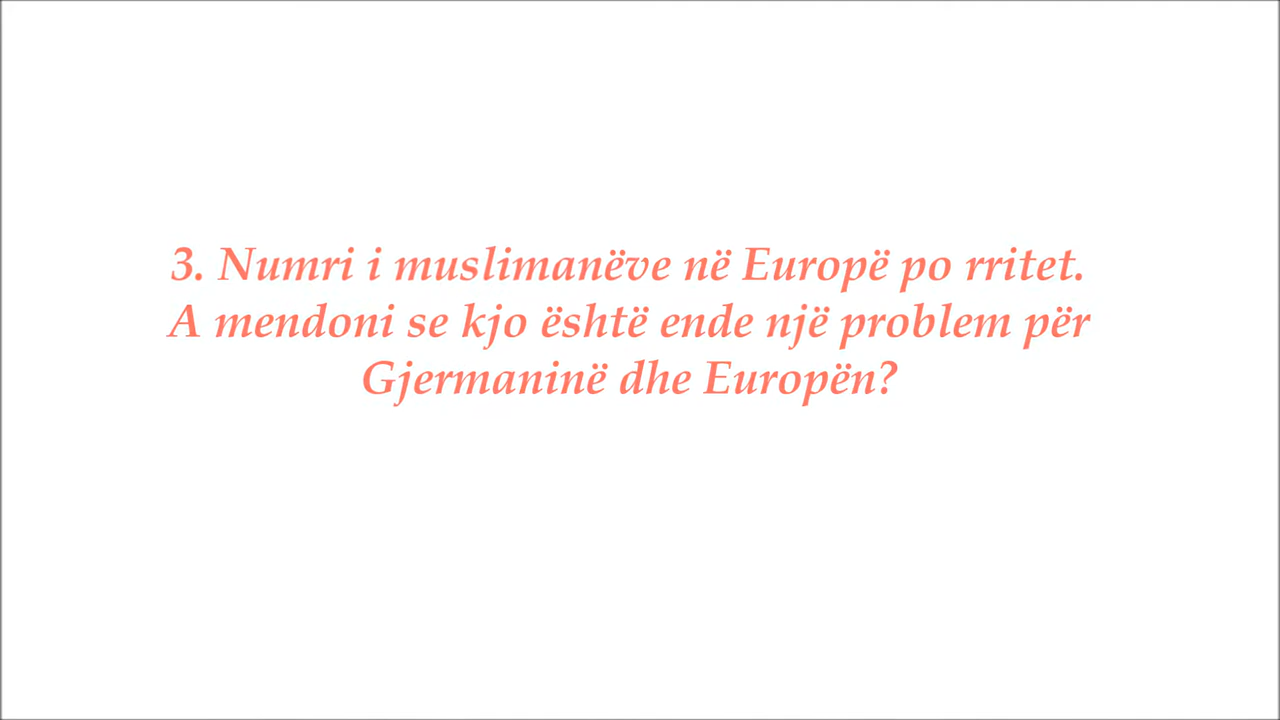 3. Numri i muslimanëve në Europë po rritet.
A mendoni se kjo është ende një problem për
Gjermaninë dhe Europën?